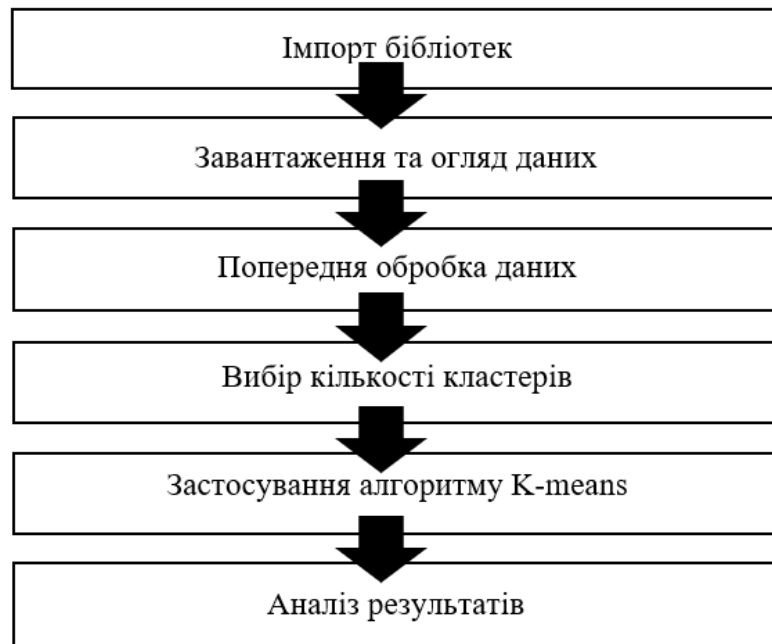 Імпорт бібліотек
Завантаження та огляд даних
Попередня обробка даних
Вибір кількості кластерів
Застосування алгоритму K-means
Аналіз результатів